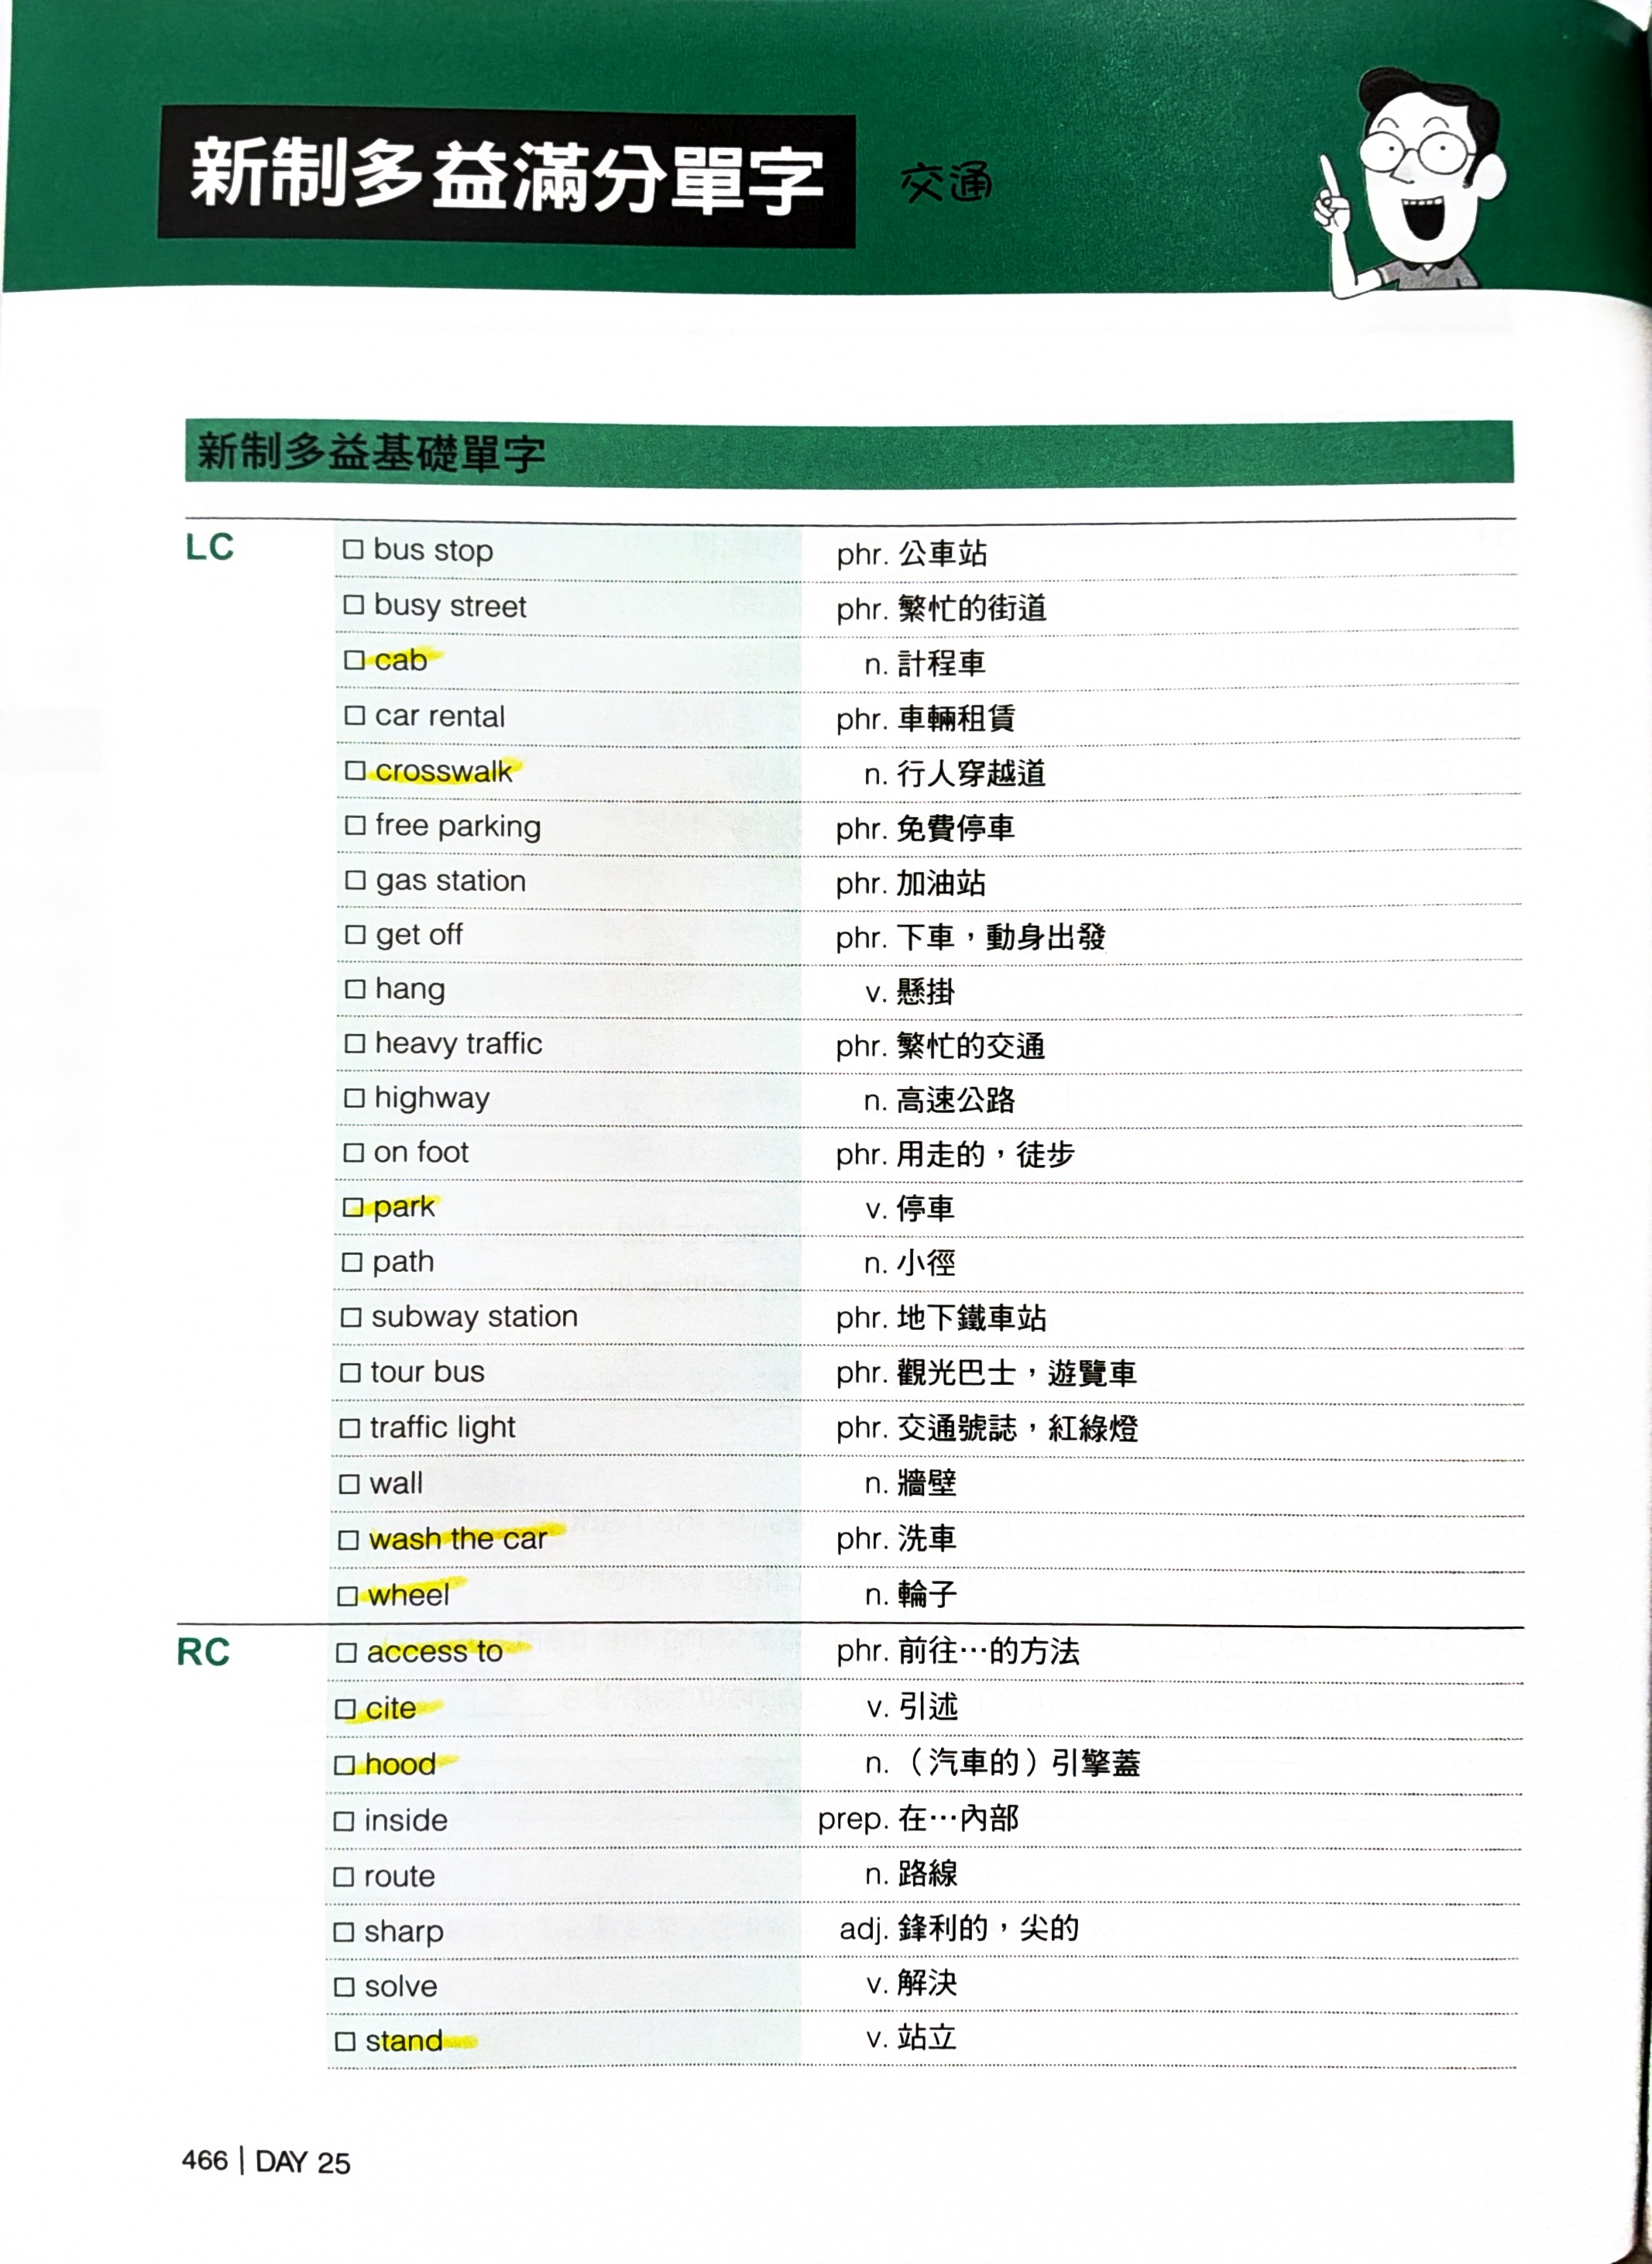 新制多益滿分單字 交通
新制多益基礎單字
LC □ bus stop phr. 公車站
□ busy street phr. 繁忙的街道
□ cab n. 計程車
□ car rental phr. 車輛租賃
□ crosswalk n. 行人穿越道
□ free parking phr. 免費停車
□ gas station phr. 加油站
□ get off phr. 下車，動身出發
□ hang v. 懸掛
□ heavy traffic phr. 繁忙的交通
□ highway n. 高速公路
□ on foot phr. 用走的，徒步
□ park v. 停車
□ path n. 小徑
□ subway station phr. 地下鐵車站
□ tour bus phr. 觀光巴士，遊覽車
□ traffic light phr. 交通號誌，紅綠燈
□ wall n. 牆壁
□ wash the car phr. 洗車
□ wheel n. 輪子
RC □ access to phr. 前往…的方法
□ cite v. 引述
□ hood n.（汽車的）引擎蓋
□ inside prep. 在…內部
□ route n. 路線
□ sharp adj. 鋒利的，尖的
□ solve v. 解決
□ stand v. 站立
466 | DAY 25